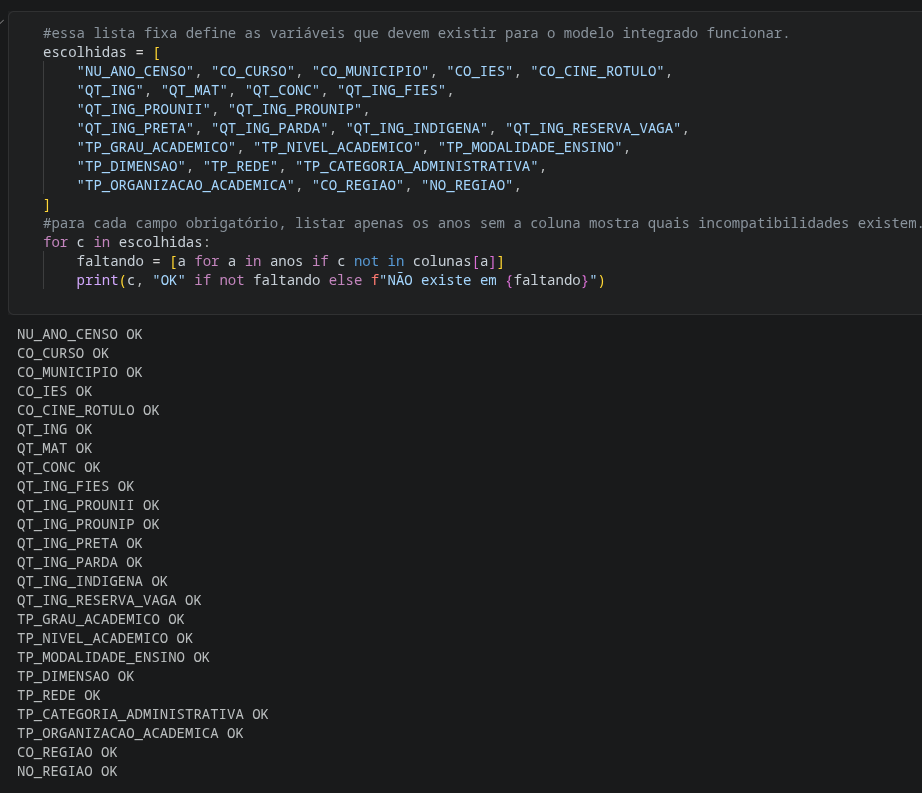 #essa lista fixa define as variáveis que devem existir para o modelo integrado funcionar.
escolhidas = [
    "NU_ANO_CENSO", "CO_CURSO", "CO_MUNICIPIO", "CO_IES", "CO_CINE_ROTULO",
    "QT_ING", "QT_MAT", "QT_CONC", "QT_ING_FIES",
    "QT_ING_PROUNII", "QT_ING_PROUNIP",
    "QT_ING_PRETA", "QT_ING_PARDA", "QT_ING_INDIGENA", "QT_ING_RESERVA_VAGA",
    "TP_GRAU_ACADEMICO", "TP_NIVEL_ACADEMICO", "TP_MODALIDADE_ENSINO",
    "TP_DIMENSAO", "TP_REDE", "TP_CATEGORIA_ADMINISTRATIVA",
    "TP_ORGANIZACAO_ACADEMICA", "CO_REGIAO", "NO_REGIAO",
]
#para cada campo obrigatório, listar apenas os anos sem a coluna mostra quais incompatibilidades existem.
for c in escolhidas:
    faltando = [a for a in anos if c not in colunas[a]]
    print(c, "OK" if not faltando else f"NÃO existe em {faltando}")
NU_ANO_CENSO OK
CO_CURSO OK
CO_MUNICIPIO OK
CO_IES OK
CO_CINE_ROTULO OK
QT_ING OK
QT_MAT OK
QT_CONC OK
QT_ING_FIES OK
QT_ING_PROUNII OK
QT_ING_PROUNIP OK
QT_ING_PRETA OK
QT_ING_PARDA OK
QT_ING_INDIGENA OK
QT_ING_RESERVA_VAGA OK
TP_GRAU_ACADEMICO OK
TP_NIVEL_ACADEMICO OK
TP_MODALIDADE_ENSINO OK
TP_DIMENSAO OK
TP_REDE OK
TP_CATEGORIA_ADMINISTRATIVA OK
TP_ORGANIZACAO_ACADEMICA OK
CO_REGIAO OK
NO_REGIAO OK